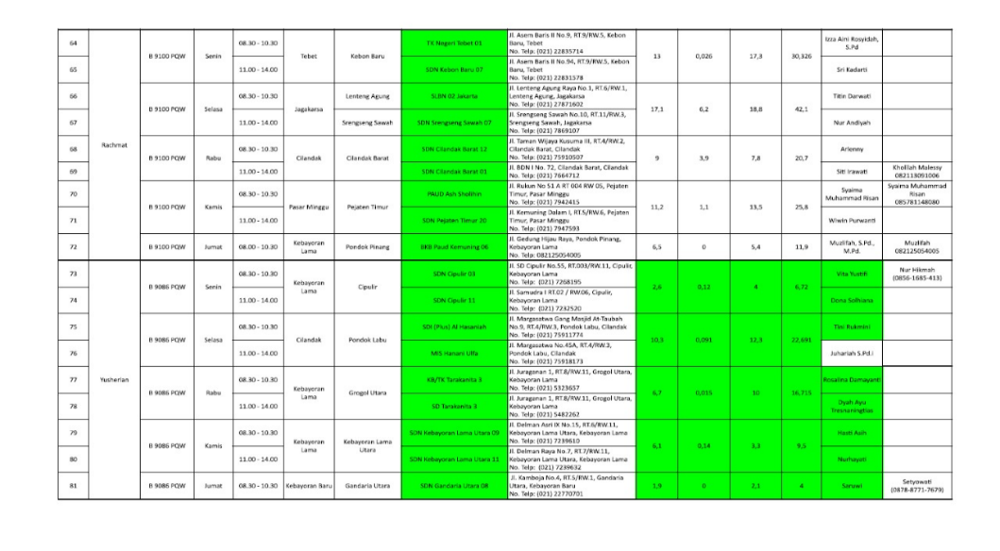 64 Rachmat B 9100 PQW Senin 08.30 - 10.30 Tebet Kebon Baru TK Negeri Tebet 01 Jl. Asem Baris II No.9, RT.9/RW.5, Kebon Baru, Tebet No. Telp: (021) 22835714 13 0,026 17,3 30,326 Izza Aini Rosyidah, S.Pd
65 11.00 - 14.00 SDN Kebon Baru 07 Jl. Asem Baris II No.94, RT.9/RW.5, Kebon Baru, Tebet No. Telp: (021) 22831578 Sri Kadarti
66 B 9100 PQW Selasa 08.30 - 10.30 Jagakarsa Lenteng Agung SLBN 02 Jakarta Jl. Lenteng Agung Raya No.1, RT.6/RW.1, Lenteng Agung, Jagakarsa No. Telp: (021) 27871602 17,1 6,2 18,8 42,1 Titin Darwati
67 11.00 - 14.00 Srengseng Sawah SDN Srengseng Sawah 07 Jl. Srengseng Sawah No.10, RT.11/RW.3, Srengseng Sawah, Jagakarsa No. Telp: (021) 7869107 Nur Andiyah
68 B 9100 PQW Rabu 08.30 - 10.30 Cilandak Cilandak Barat SDN Cilandak Barat 12 Jl. Taman Wijaya Kusuma III, RT.4/RW.2, Cilandak Barat, Cilandak No. Telp: (021) 75910507 9 3,9 7,8 20,7 Arlenny
69 11.00 - 14.00 SDN Cilandak Barat 01 Jl. BDN I No. 72, Cilandak Barat, Cilandak No. Telp: (021) 7664712 Siti Irawati Kholilah Malessy 082113091006
70 B 9100 PQW Kamis 08.30 - 10.30 Pasar Minggu Pejaten Timur PAUD Ash Sholihin Jl. Rukun No 51 A RT 004 RW 05, Pejaten Timur, Pasar Minggu No. Telp: (021) 7942415 11,2 1,1 13,5 25,8 Syaima Muhammad Risan Syaima Muhammad Risan 085781148080
71 11.00 - 14.00 SDN Pejaten Timur 20 Jl. Kemuning Dalam I, RT.5/RW.6, Pejaten Timur, Pasar Minggu No. Telp: (021) 7947593 Wiwin Purwanti
72 B 9100 PQW Jumat 08.00 - 10.30 Kebayoran Lama Pondok Pinang BKB Paud Kemuning 06 Jl. Gedung Hijau Raya, Pondok Pinang, Kebayoran Lama No. Telp: 082125054005 6,5 0 5,4 11,9 Muzlifah, S.Pd., M.Pd. Muzlifah 082125054005
73 Yusherlan B 9086 PQW Senin 08.30 - 10.30 Kebayoran Lama Cipulir SDN Cipulir 03 Jl. SD Cipulir No.55, RT.003/RW.11, Cipulir, Kebayoran Lama No. Telp: (021) 7268195 2,6 0,12 4 6,72 Vita Yustifi Nur Hikmah (0856-1685-413)
74 11.00 - 14.00 SDN Cipulir 11 Jl. Samudra I RT.02 / RW.06, Cipulir, Kebayoran Lama No. Telp: (021) 7232520 Dona Solhiana
75 B 9086 PQW Selasa 08.30 - 10.30 Cilandak Pondok Labu SDI (Plus) Al Hasaniah Jl. Margasatwa Gang Masjid At-Taubah No.9, RT.4/RW.3, Pondok Labu, Cilandak No. Telp: (021) 75911774 10,3 0,091 12,3 22,691 Tini Rukmini
76 11.00 - 14.00 MIS Hanani Ulfa Jl. Margasatwa No.45A, RT.4/RW.3, Pondok Labu, Cilandak No. Telp: (021) 75918173 Juhariah S.Pd.I
77 B 9086 PQW Rabu 08.30 - 10.30 Kebayoran Lama Grogol Utara KB/TK Tarakanita 3 Jl. Juraganan 1, RT.8/RW.11, Grogol Utara, Kebayoran Lama No. Telp: (021) 5323657 6,7 0,015 10 16,715 Rosalina Damayanti
78 11.00 - 14.00 SD Tarakanita 3 Jl. Juraganan 1, RT.8/RW.11, Grogol Utara, Kebayoran Lama No. Telp: (021) 5482262 Dyah Ayu Tresnaningtias
79 B 9086 PQW Kamis 08.30 - 10.30 Kebayoran Lama Kebayoran Lama Utara SDN Kebayoran Lama Utara 09 Jl. Delman Asri IX No.15, RT.6/RW.11, Kebayoran Lama Utara, Kebayoran Lama No. Telp: (021) 7239610 6,1 0,14 3,3 9,5 Hasti Asih
80 11.00 - 14.00 SDN Kebayoran Lama Utara 11 Jl. Delman Raya No.7, RT.7/RW.11, Kebayoran Lama Utara, Kebayoran Lama No. Telp: (021) 7239632 Nurhayati
81 B 9086 PQW Jumat 08.30 - 10.30 Kebayoran Baru Gandaria Utara SDN Gandaria Utara 08 Jl. Kamboja No.4, RT.5/RW.1, Gandaria Utara, Kebayoran Baru No. Telp: (021) 22770701 1,9 0 2,1 4 Saruwi Setyowati (0878-8771-7679)